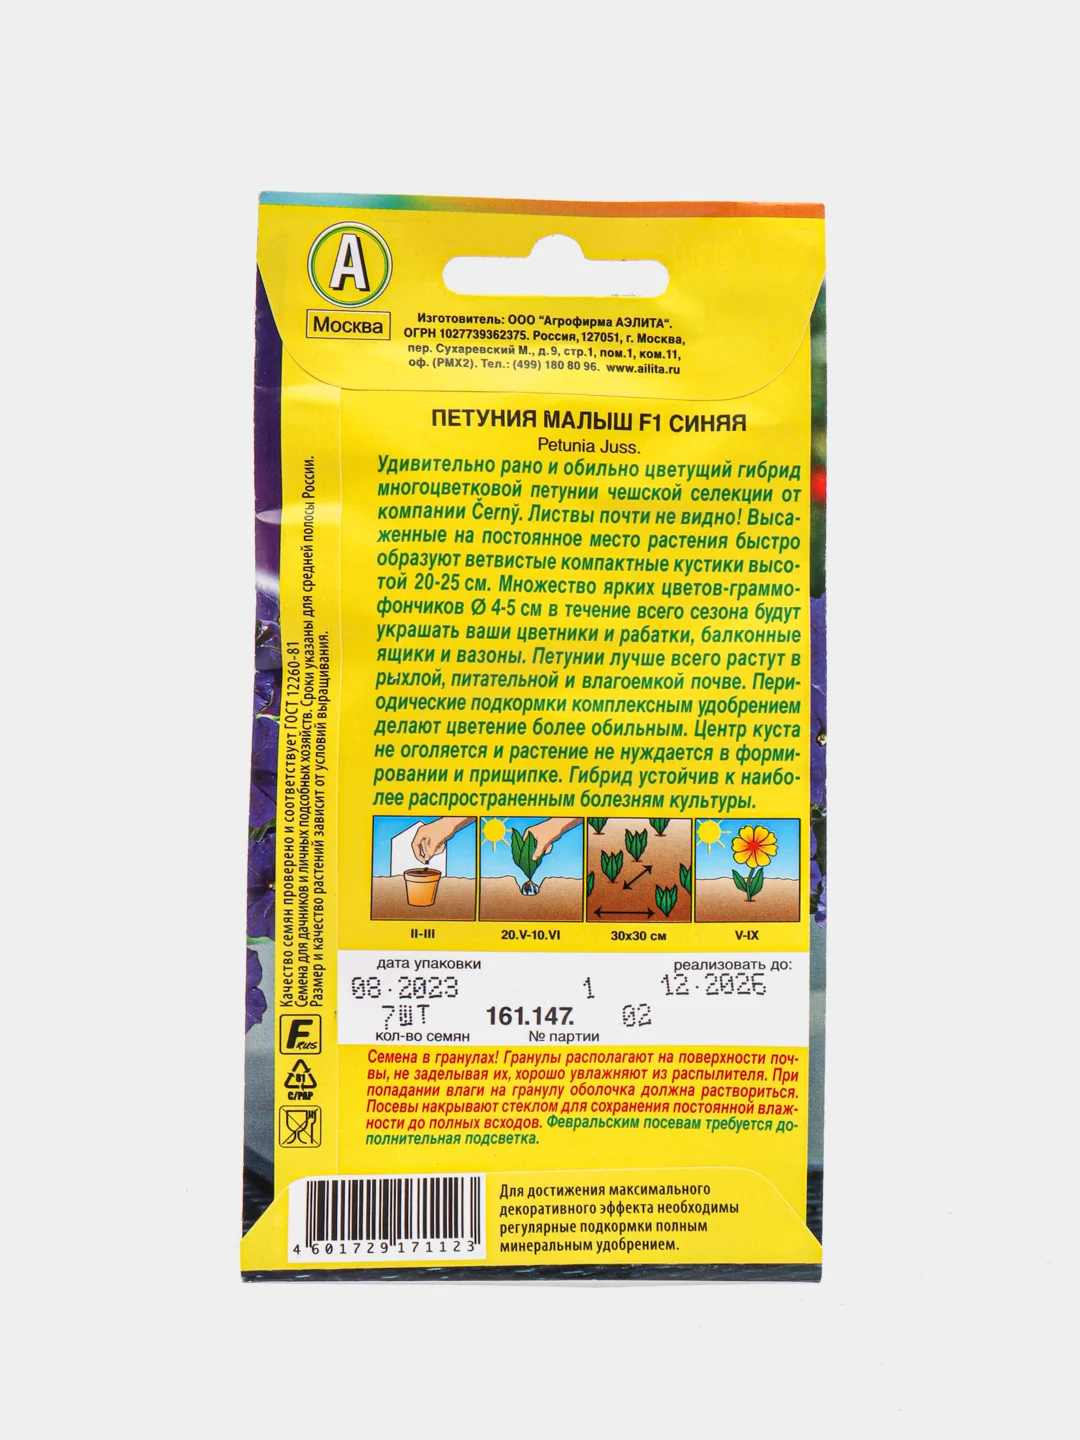 А
Москва
Изготовитель: ООО "Агрофирма АЭЛИТА".
ОГРН 1027739362375. Россия,127051, г. Москва,
пер. Сухаревский М., д.9, стр.1, пом.1, ком.11,
оф. (РМХ2). Тел.: (499) 180 80 96. www.ailita.ru
ПЕТУНИЯ МАЛЫШ F1 СИНЯЯ
Petunia Juss.
Удивительно рано и обильно цветущий гибрид
многоцветковой петунии чешской селекции от
компании Černý. Листвы почти не видно! Выса-
женные на постоянное место растения быстро
образуют ветвистые компактные кустики высо-
той 20-25 см. Множество ярких цветов-граммо-
фончиков Ø 4-5 см в течение всего сезона будут
украшать ваши цветники и рабатки, балконные
ящики и вазоны. Петунии лучше всего растут в
рыхлой, питательной и влагоемкой почве. Пери-
одические подкормки комплексным удобрением
делают цветение более обильным. Центр куста
не оголяется и растение не нуждается в форми-
ровании и прищипке. Гибрид устойчив к наибо-
лее распространенным болезням культуры.
II-III
20.V-10.VI
30х30 см
V-IX
дата упаковки
реализовать до:
08.2023
1
12.2026
7ШТ
161.147.
02
кол-во семян
№ партии
Семена в гранулах! Гранулы располагают на поверхности поч-
вы, не заделывая их, хорошо увлажняют из распылителя. При
попадании влаги на гранулу оболочка должна раствориться.
Посевы накрывают стеклом для сохранения постоянной влаж-
ности до полных всходов. Февральским посевам требуется до-
полнительная подсветка.
Качество семян проверено и соответствует ГОСТ 12260-81
Семена для дачников и личных подсобных хозяйств. Сроки указаны для средней полосы России.
Размер и качество растений зависит от условий выращивания.
F RUS
81
C/PAP
4 601729 171123
Для достижения максимального
декоративного эффекта необходимы
регулярные подкормки полным
минеральным удобрением.